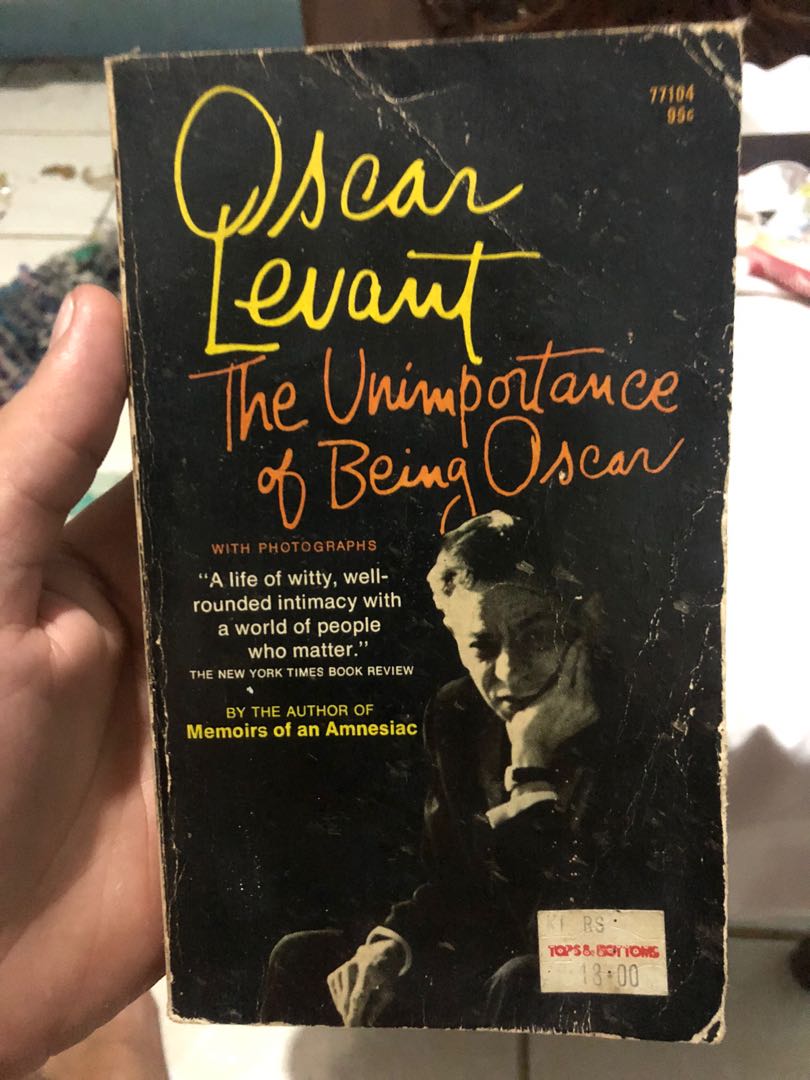 77104
95¢
Oscar
Levant
The Unimportance
of Being Oscar
WITH PHOTOGRAPHS
“A life of witty, well-
rounded intimacy with
a world of people
who matter.”
THE NEW YORK TIMES BOOK REVIEW
BY THE AUTHOR OF
Memoirs of an Amnesiac
RS
TOPS & BOTTOMS
18·00